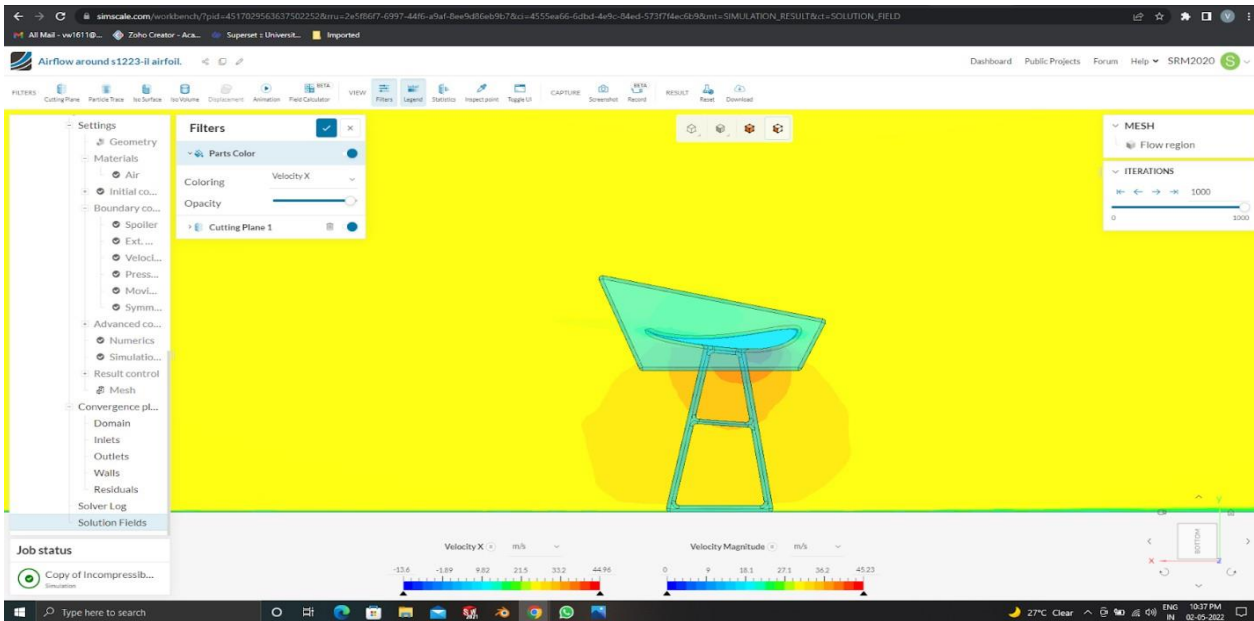 simscale.com/workbench/?pid=4517029563637502252&rru=2e5f86f7-6997-44f6-a9af-8ee9d86eb9b7&ci=4555ea66-6dbd-4e9c-84ed-573f7f4ec6b9&mt=SIMULATION_RESULT&ct=SOLUTION_FIELD
All Mail - vw1611@... Zoho Creator - Aca... Superset :: Universit... Imported
Airflow around s1223-il airfoil.
Dashboard Public Projects Forum Help SRM2020 S
FILTERS Cutting Plane Particle Trace Iso Surface Iso Volume Displacement Animation Field Calculator BETA VIEW Filters Legend Statistics Inspect point Toggle UI CAPTURE Screenshot Record BETA RESULT Reset Download
Settings
Geometry
Materials
Air
Initial co...
Boundary co...
Spoiler
Ext. ...
Veloci...
Press...
Movi...
Symm...
Advanced co...
Numerics
Simulatio...
Result control
Mesh
Convergence pl...
Domain
Inlets
Outlets
Walls
Residuals
Solver Log
Solution Fields
Job status
Copy of Incompressib...
Simulation
Filters
Parts Color
Coloring Velocity X
Opacity
Cutting Plane 1
MESH
Flow region
ITERATIONS
1000
0 1000
Velocity X m/s
-13.6 -1.89 9.82 21.5 33.2 44.96
Velocity Magnitude m/s
0 9 18.1 27.1 36.2 45.23
BOTTOM
X Y Z
Type here to search
27°C Clear
ENG
IN
10:37 PM
02-05-2022